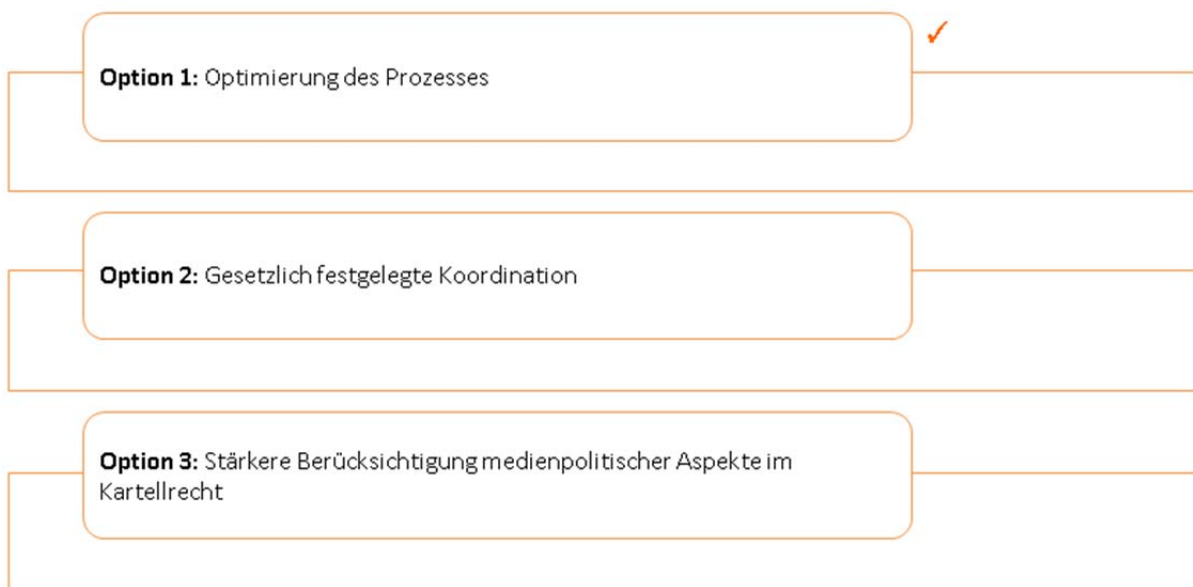 Option 1: Optimierung des Prozesses
Option 2: Gesetzlich festgelegte Koordination
Option 3: Stärkere Berücksichtigung medienpolitischer Aspekte im
Kartellrecht